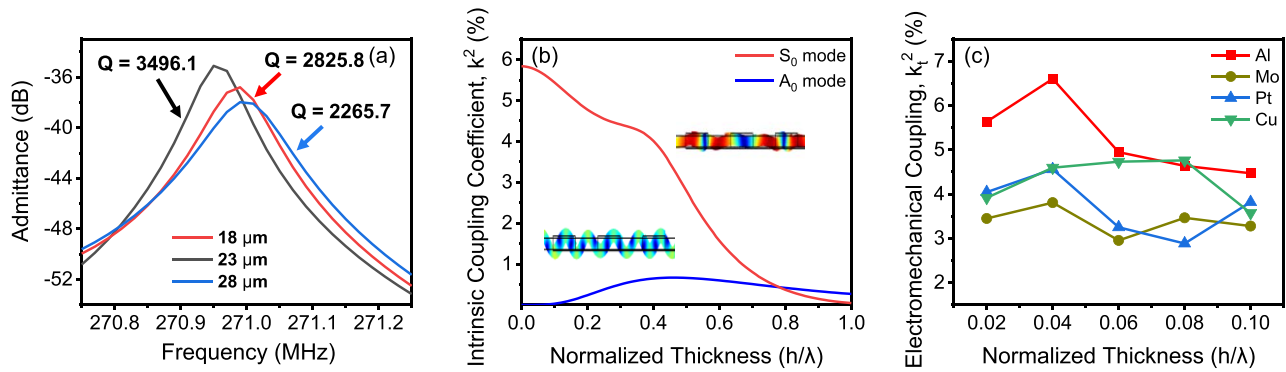 (a)
Q = 3496.1
Q = 2825.8
Q = 2265.7
-36
-40
-44
-48
-52
Admittance (dB)
18 µm
23 µm
28 µm
270.8 270.9 271.0 271.1 271.2
Frequency (MHz)
(b)
S0 mode
A0 mode
6
5
4
3
2
1
Intrinsic Coupling Coefficient, k² (%)
0.0 0.2 0.4 0.6 0.8 1.0
Normalized Thickness (h/λ)
(c)
Al
Mo
Pt
Cu
7
6
5
4
3
2
Electromechanical Coupling, kt² (%)
0.02 0.04 0.06 0.08 0.10
Normalized Thickness (h/λ)